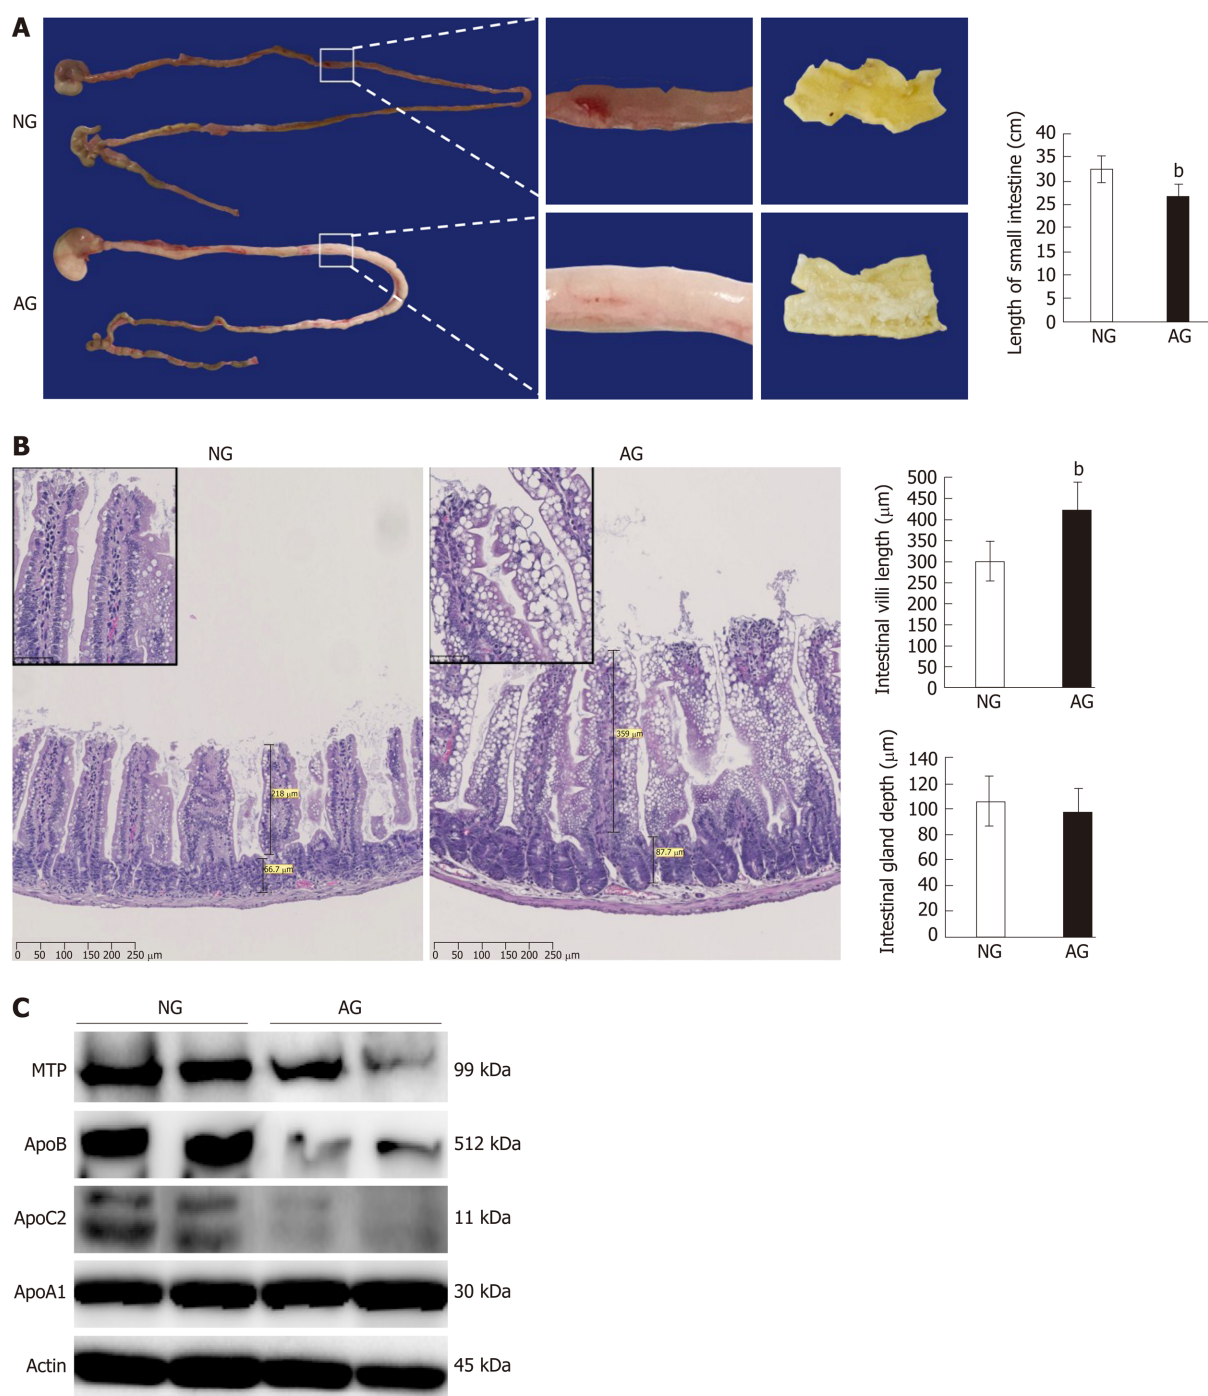 A
NG
AG
Length of small intestine (cm)
40
35
30
25
20
15
10
5
0
NG
AG
b
B
NG
AG
218 μm
66.7 μm
0 50 100 150 200 250 μm
359 μm
87.7 μm
0 50 100 150 200 250 μm
Intestinal villi length (μm)
500
450
400
350
300
250
200
150
100
50
0
NG
AG
b
Intestinal gland depth (μm)
140
120
100
80
60
40
20
0
NG
AG
C
NG
AG
MTP
99 kDa
ApoB
512 kDa
ApoC2
11 kDa
ApoA1
30 kDa
Actin
45 kDa